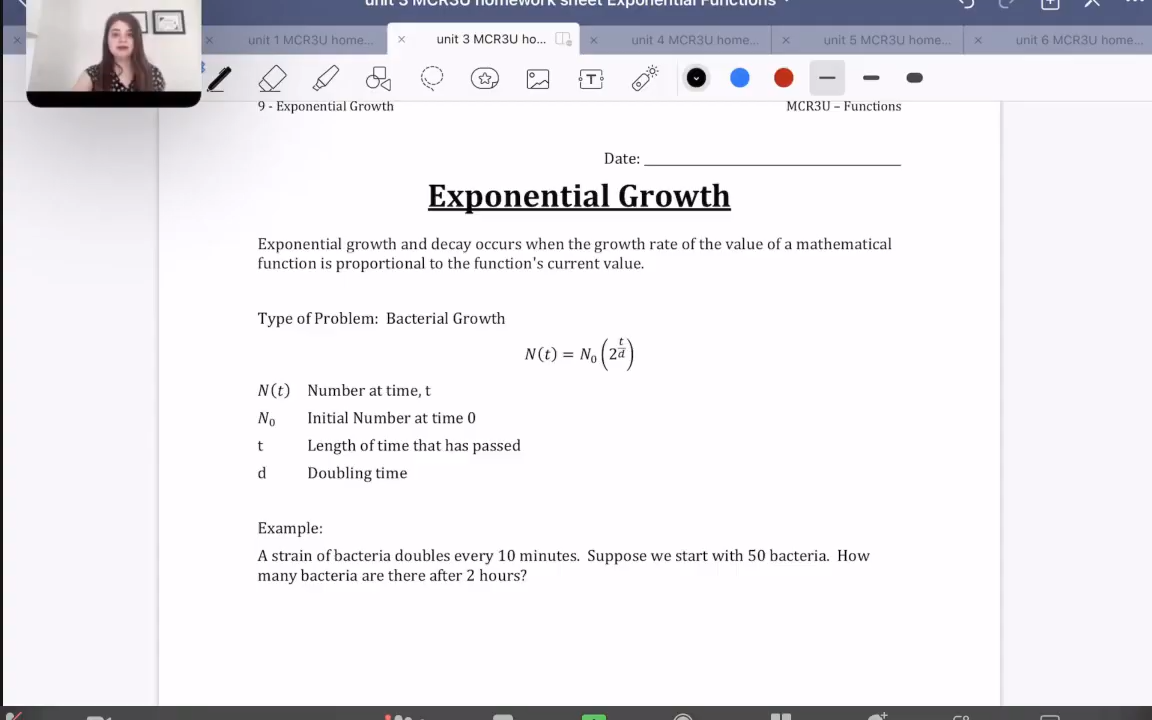 unit 3 MCR3U homework sheet Exponential Functions
unit 1 MCR3U home...
unit 3 MCR3U ho...
unit 4 MCR3U home...
unit 5 MCR3U home...
unit 6 MCR3U home...
T
9 - Exponential Growth MCR3U – Functions
Date: ________________
Exponential Growth
Exponential growth and decay occurs when the growth rate of the value of a mathematical
function is proportional to the function's current value.
Type of Problem: Bacterial Growth
N(t) = N₀ (2^(t/d))
N(t) Number at time, t
N₀ Initial Number at time 0
t Length of time that has passed
d Doubling time
Example:
A strain of bacteria doubles every 10 minutes. Suppose we start with 50 bacteria. How
many bacteria are there after 2 hours?